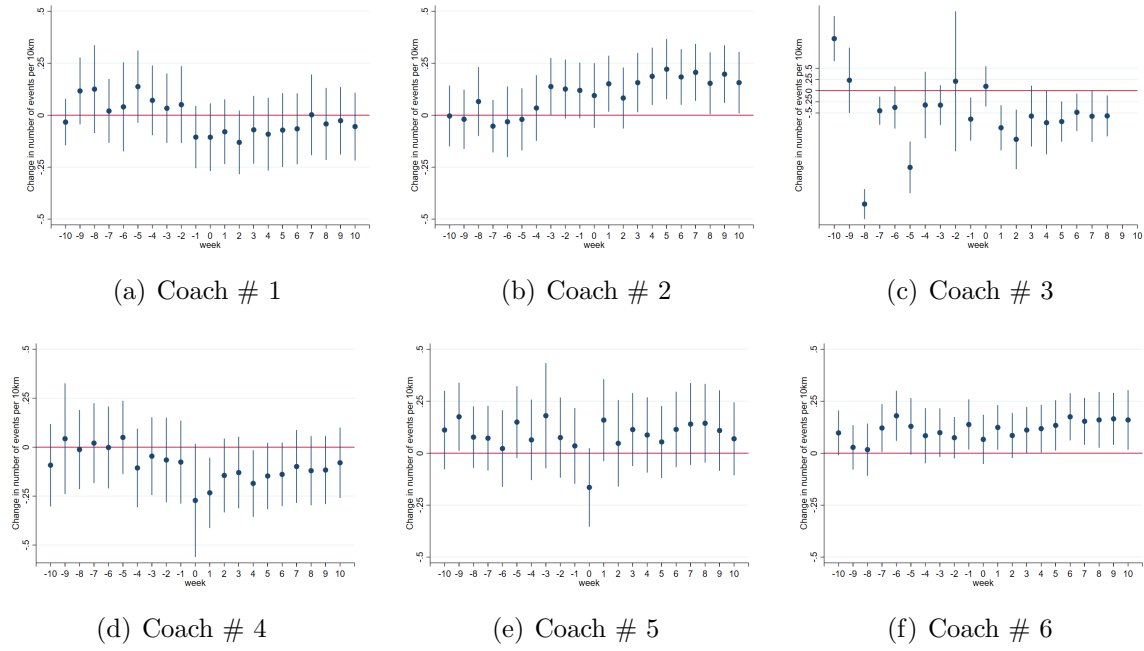 Change in number of events per 10km
.5
.25
0
-.25
-.5
-10 -9 -8 -7 -6 -5 -4 -3 -2 -1 0 1 2 3 4 5 6 7 8 9 10
week
(a) Coach # 1
Change in number of events per 10km
.5
.25
0
-.25
-.5
-10 -9 -8 -7 -6 -5 -4 -3 -2 -1 0 1 2 3 4 5 6 7 8 9 10
week
(b) Coach # 2
Change in number of events per 10km
.5
.25
0
-.25
-.5
-10 -9 -8 -7 -6 -5 -4 -3 -2 -1 0 1 2 3 4 5 6 7 8 9 10
week
(c) Coach # 3
Change in number of events per 10km
.5
.25
0
-.25
-.5
-10 -9 -8 -7 -6 -5 -4 -3 -2 -1 0 1 2 3 4 5 6 7 8 9 10
week
(d) Coach # 4
Change in number of events per 10km
.5
.25
0
-.25
-.5
-10 -9 -8 -7 -6 -5 -4 -3 -2 -1 0 1 2 3 4 5 6 7 8 9 10
week
(e) Coach # 5
Change in number of events per 10km
.5
.25
0
-.25
-.5
-10 -9 -8 -7 -6 -5 -4 -3 -2 -1 0 1 2 3 4 5 6 7 8 9 10
week
(f) Coach # 6